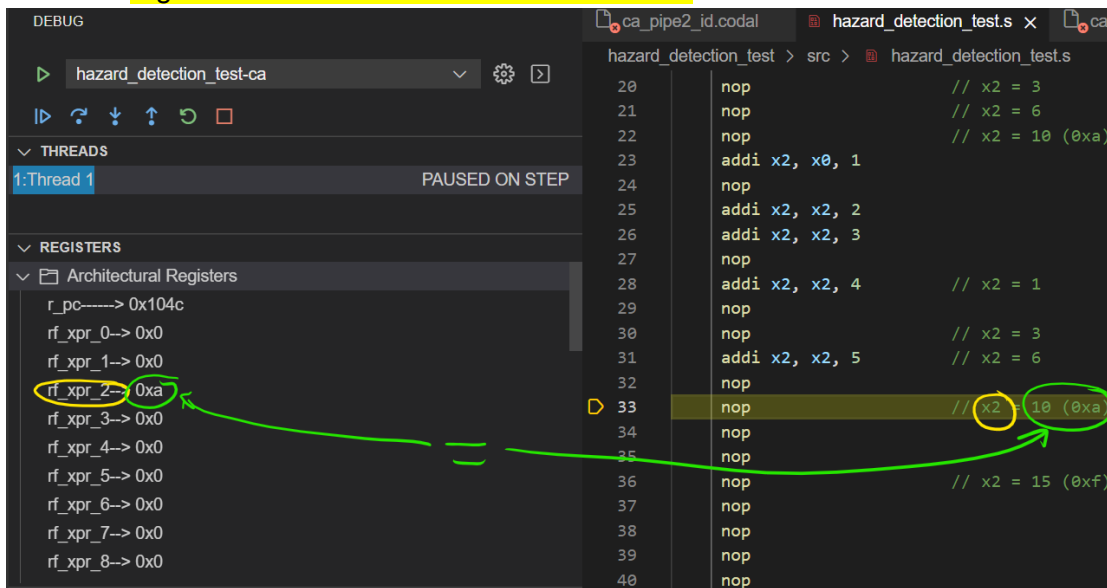 DEBUG
hazard_detection_test-ca
THREADS
1:Thread 1 PAUSED ON STEP
REGISTERS
Architectural Registers
r_pc------> 0x104c
rf_xpr_0--> 0x0
rf_xpr_1--> 0x0
rf_xpr_2--> 0xa
rf_xpr_3--> 0x0
rf_xpr_4--> 0x0
rf_xpr_5--> 0x0
rf_xpr_6--> 0x0
rf_xpr_7--> 0x0
rf_xpr_8--> 0x0
ca_pipe2_id.codal hazard_detection_test.s × ca
hazard_detection_test > src > hazard_detection_test.s
20 nop // x2 = 3
21 nop // x2 = 6
22 nop // x2 = 10 (0xa)
23 addi x2, x0, 1
24 nop
25 addi x2, x2, 2
26 addi x2, x2, 3
27 nop
28 addi x2, x2, 4 // x2 = 1
29 nop
30 nop // x2 = 3
31 addi x2, x2, 5 // x2 = 6
32 nop
33 nop // x2 = 10 (0xa)
34 nop
35 nop
36 nop // x2 = 15 (0xf)
37 nop
38 nop
39 nop
40 nop
=